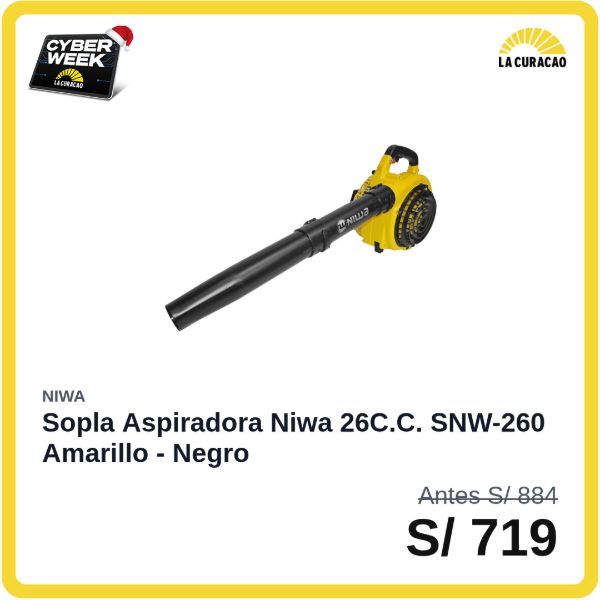 CYBER
WEEK
LA CURACAO
LA CURACAO
NIWA
NIWA
Sopla Aspiradora Niwa 26C.C. SNW-260
Amarillo - Negro
Antes S/ 884
S/ 719